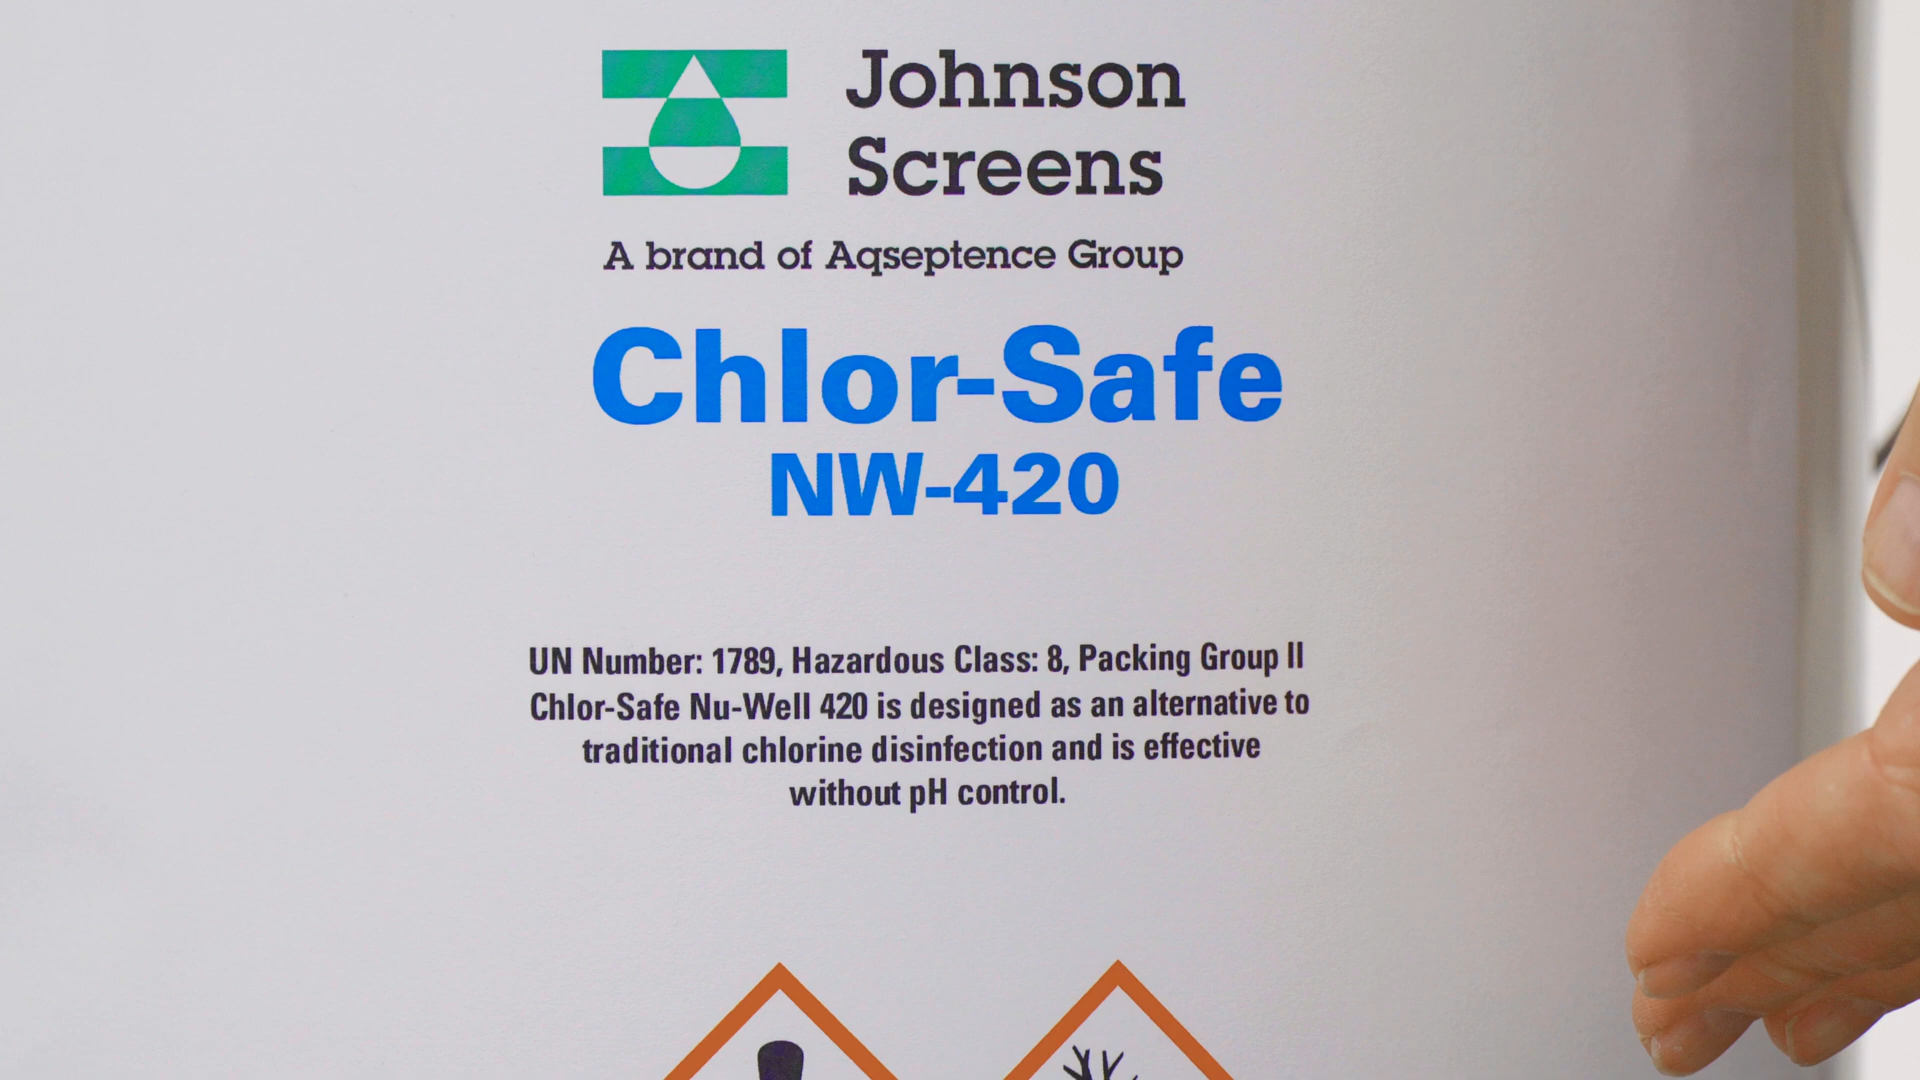 Johnson
Screens
A brand of Aqseptence Group
Chlor-Safe
NW-420
UN Number: 1789, Hazardous Class: 8, Packing Group II
Chlor-Safe Nu-Well 420 is designed as an alternative to
traditional chlorine disinfection and is effective
without pH control.